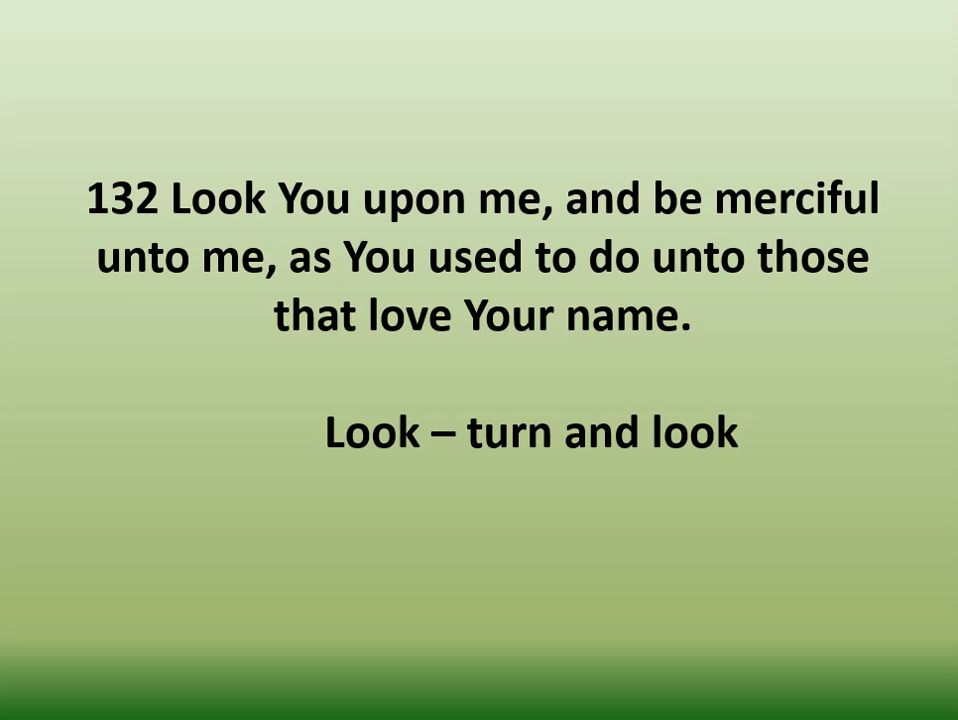 132 Look You upon me, and be merciful
unto me, as You used to do unto those
that love Your name.
Look – turn and look